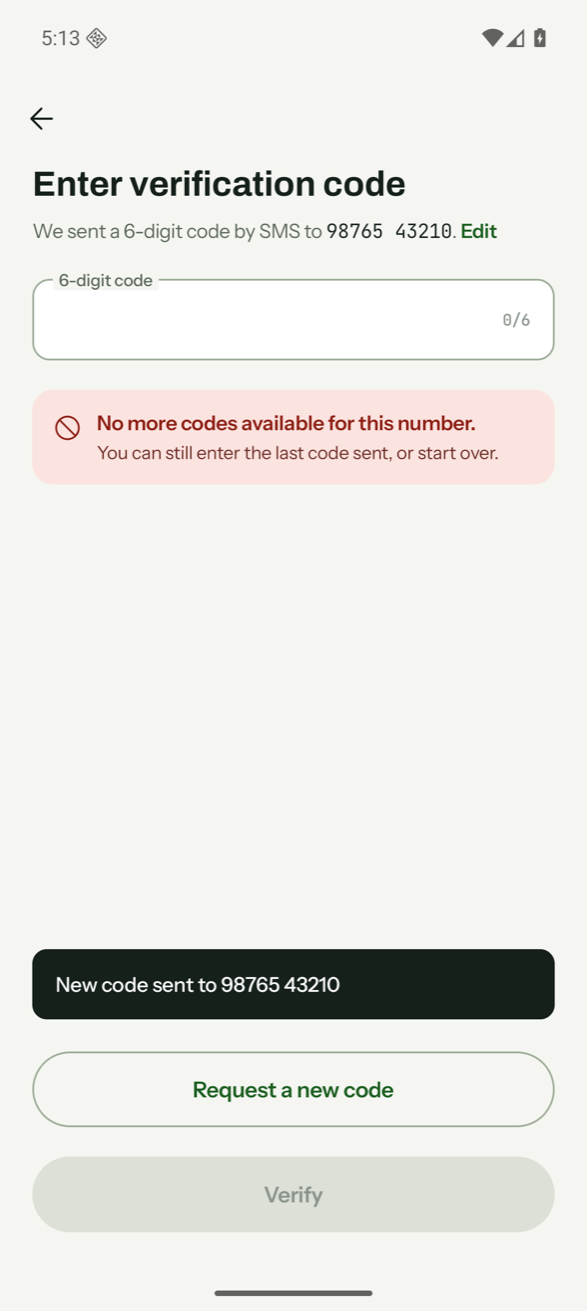 5:13
Enter verification code
We sent a 6-digit code by SMS to 98765 43210. Edit
6-digit code
0/6
No more codes available for this number.
You can still enter the last code sent, or start over.
New code sent to 98765 43210
Request a new code
Verify